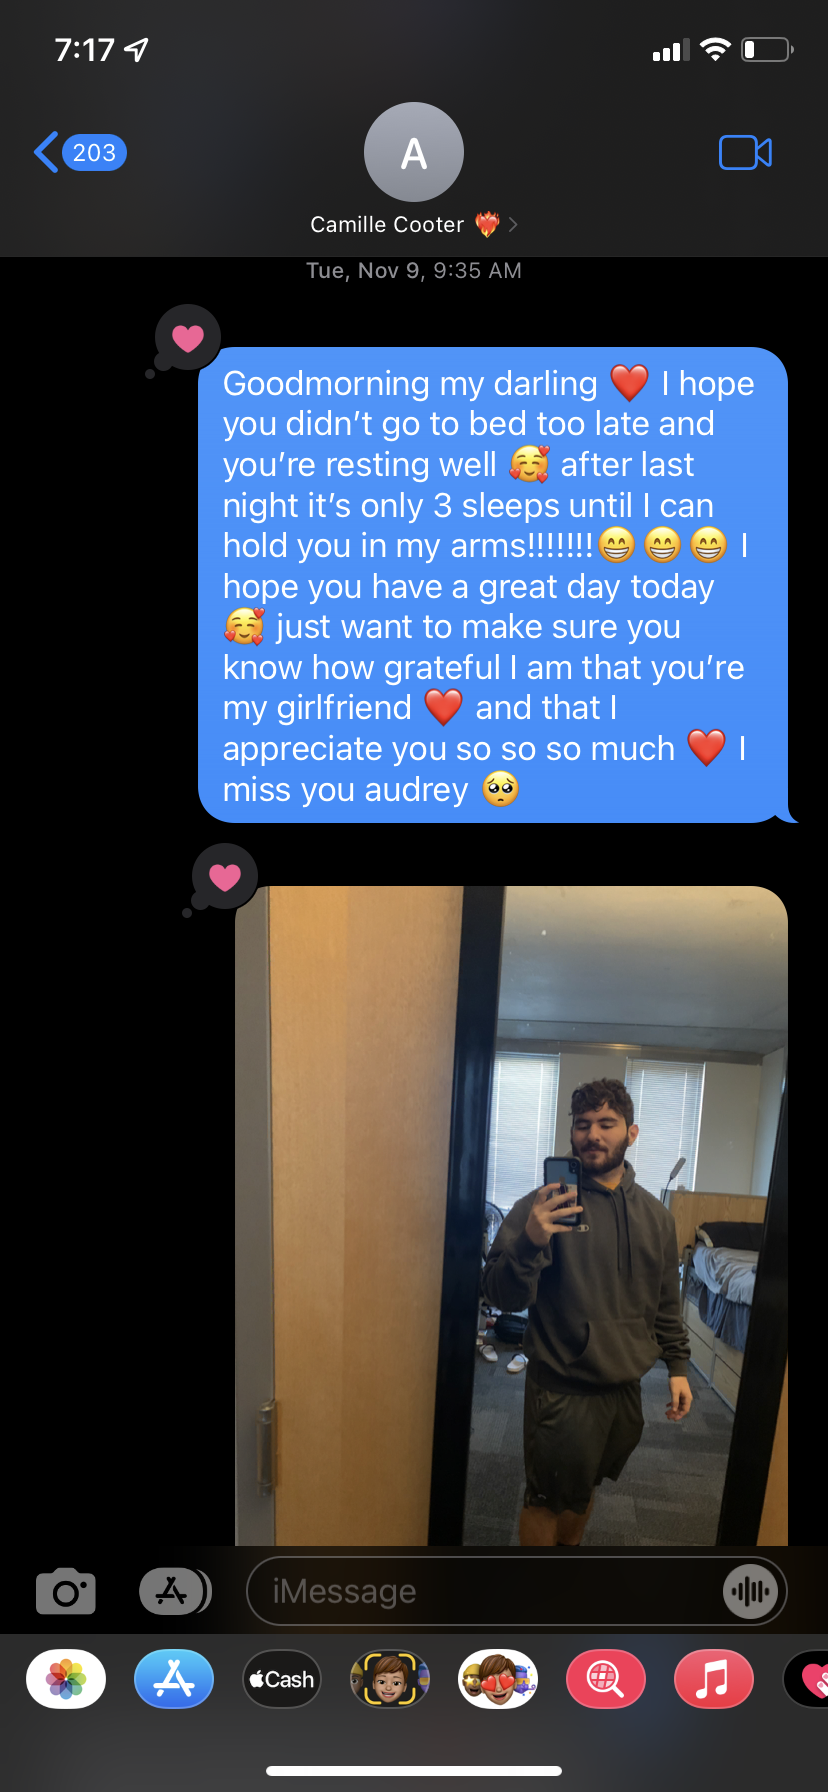 7:17
203
A
Camille Cooter ❤️‍🔥
Tue, Nov 9, 9:35 AM
Goodmorning my darling ❤️ I hope
you didn’t go to bed too late and
you’re resting well 🥰 after last
night it’s only 3 sleeps until I can
hold you in my arms!!!!!!!😁😁😁 I
hope you have a great day today
🥰 just want to make sure you
know how grateful I am that you’re
my girlfriend ❤️ and that I
appreciate you so so so much ❤️ I
miss you audrey 🥺
iMessage
Cash